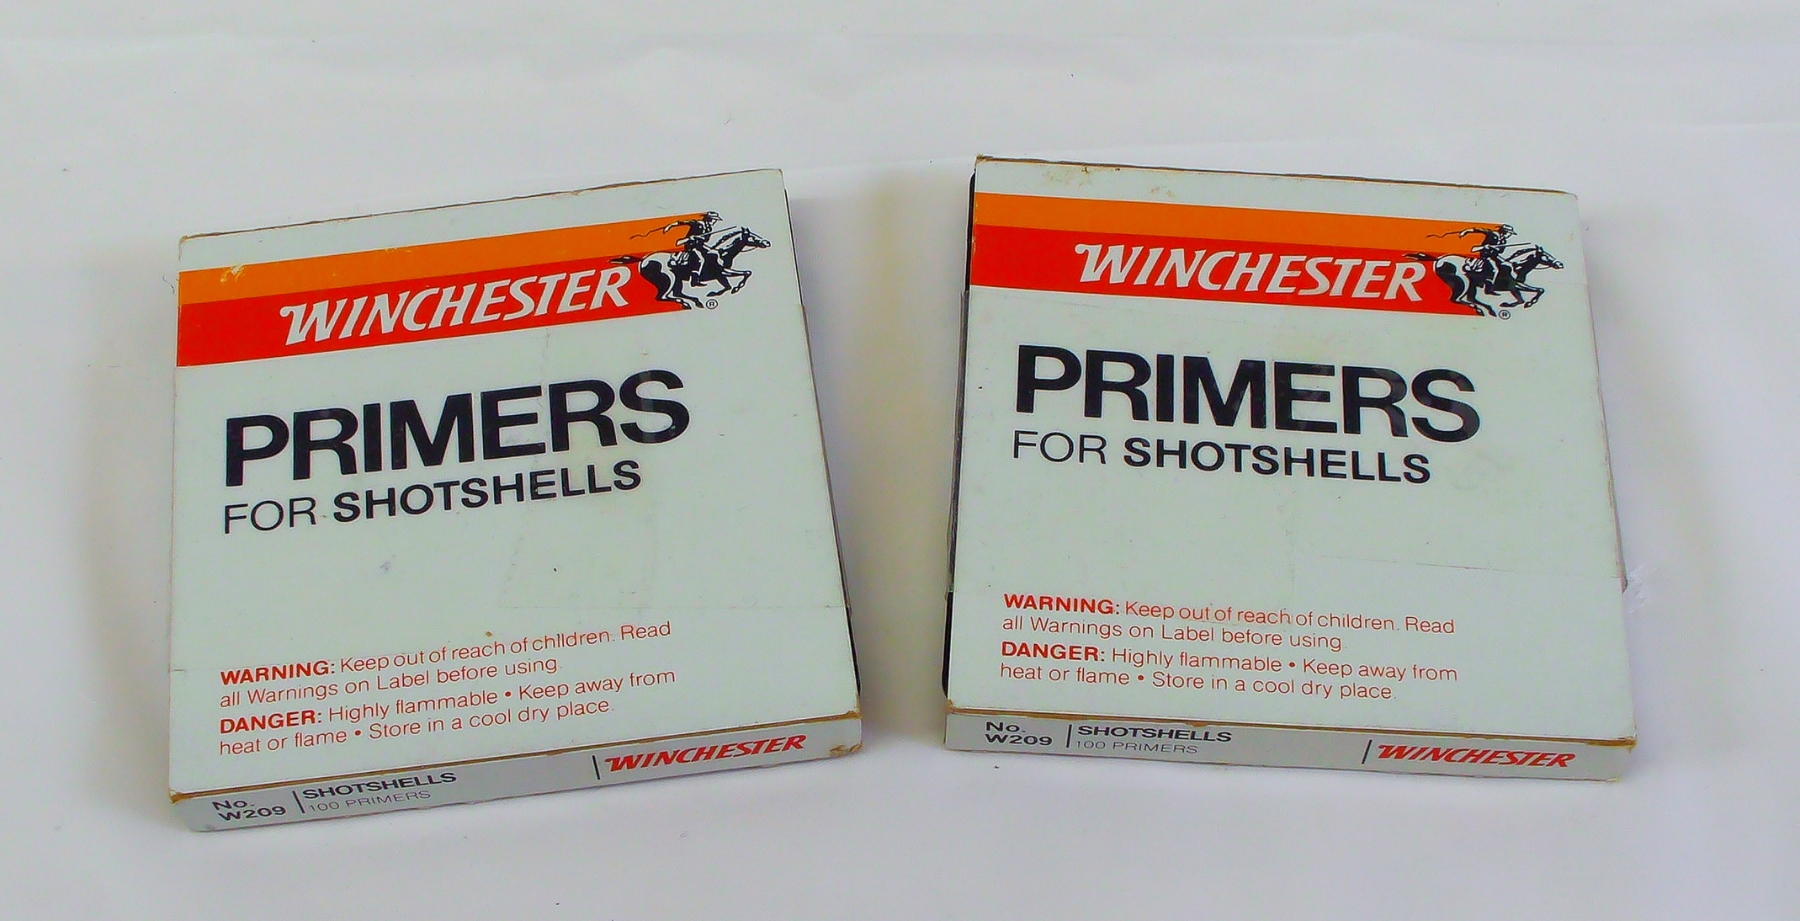 WINCHESTER
®
PRIMERS
FOR SHOTSHELLS
WARNING: Keep out of reach of children. Read
all Warnings on Label before using.
DANGER: Highly flammable • Keep away from
heat or flame • Store in a cool dry place.
No.
W209
SHOTSHELLS
100 PRIMERS
WINCHESTER
WINCHESTER
®
PRIMERS
FOR SHOTSHELLS
WARNING: Keep out of reach of children. Read
all Warnings on Label before using.
DANGER: Highly flammable • Keep away from
heat or flame • Store in a cool dry place.
No.
W209
SHOTSHELLS
100 PRIMERS
WINCHESTER